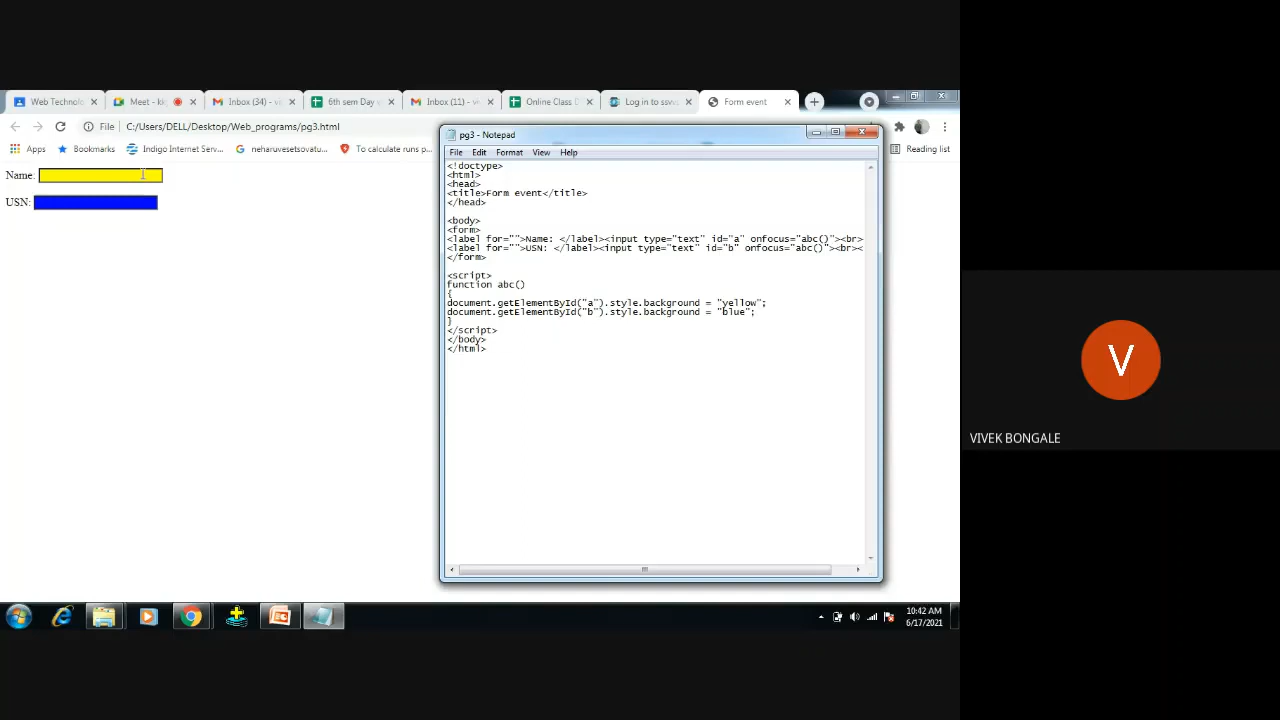 Web Technolo
Meet - ki
Inbox (34) - vi
6th sem Day
Inbox (11) - v
Online Class D
Log in to ssvv
Form event
File
C:/Users/DELL/Desktop/Web_programs/pg3.html
Apps
Bookmarks
Indigo Internet Serv...
neharuvesetsovatu...
To calculate runs p...
Reading list
Name:
USN:
pg3 - Notepad
File Edit Format View Help
<!doctype>
<html>
<head>
<title>Form event</title>
</head>
<body>
<form>
<label for="">Name: </label><input type="text" id="a" onfocus="abc()"><br>
<label for="">USN: </label><input type="text" id="b" onfocus="abc()"><br><
</form>
<script>
function abc()
{
document.getElementById("a").style.background = "yellow";
document.getElementById("b").style.background = "blue";
}
</script>
</body>
</html>
10:42 AM
6/17/2021
V
VIVEK BONGALE